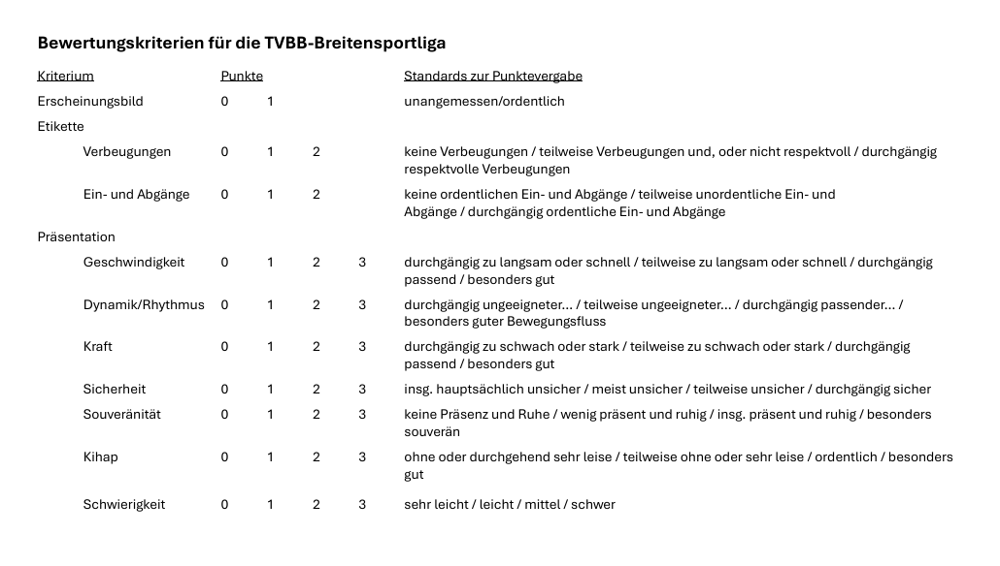 Bewertungskriterien für die TVBB-Breitensportliga
Kriterium Punkte Standards zur Punktevergabe
Erscheinungsbild 0 1 unangemessen/ordentlich
Etikette
Verbeugungen 0 1 2 keine Verbeugungen / teilweise Verbeugungen und, oder nicht respektvoll / durchgängig
respektvolle Verbeugungen
Ein- und Abgänge 0 1 2 keine ordentlichen Ein- und Abgänge / teilweise unordentliche Ein- und
Abgänge / durchgängig ordentliche Ein- und Abgänge
Präsentation
Geschwindigkeit 0 1 2 3 durchgängig zu langsam oder schnell / teilweise zu langsam oder schnell / durchgängig
passend / besonders gut
Dynamik/Rhythmus 0 1 2 3 durchgängig ungeeigneter... / teilweise ungeeigneter... / durchgängig passender... /
besonders guter Bewegungsfluss
Kraft 0 1 2 3 durchgängig zu schwach oder stark / teilweise zu schwach oder stark / durchgängig
passend / besonders gut
Sicherheit 0 1 2 3 insg. hauptsächlich unsicher / meist unsicher / teilweise unsicher / durchgängig sicher
Souveränität 0 1 2 3 keine Präsenz und Ruhe / wenig präsent und ruhig / insg. präsent und ruhig / besonders
souverän
Kihap 0 1 2 3 ohne oder durchgehend sehr leise / teilweise ohne oder sehr leise / ordentlich / besonders
gut
Schwierigkeit 0 1 2 3 sehr leicht / leicht / mittel / schwer